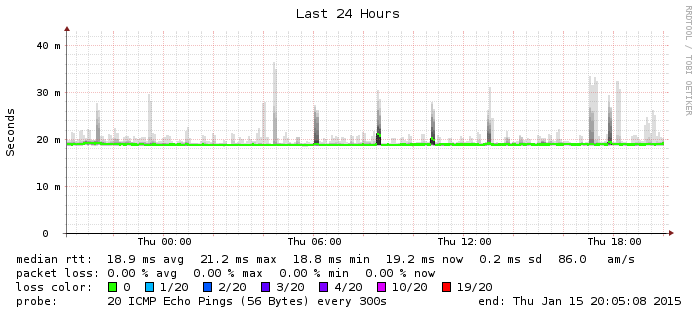 Last 24 Hours
RRDTOOL / TOBI OETIKER
Seconds
40 m
30 m
20 m
10 m
0
Thu 00:00 Thu 06:00 Thu 12:00 Thu 18:00
median rtt: 18.9 ms avg 21.2 ms max 18.8 ms min 19.2 ms now 0.2 ms sd 86.0 am/s
packet loss: 0.00 % avg 0.00 % max 0.00 % min 0.00 % now
loss color: 0 1/20 2/20 3/20 4/20 10/20 19/20
probe: 20 ICMP Echo Pings (56 Bytes) every 300s end: Thu Jan 15 20:05:08 2015